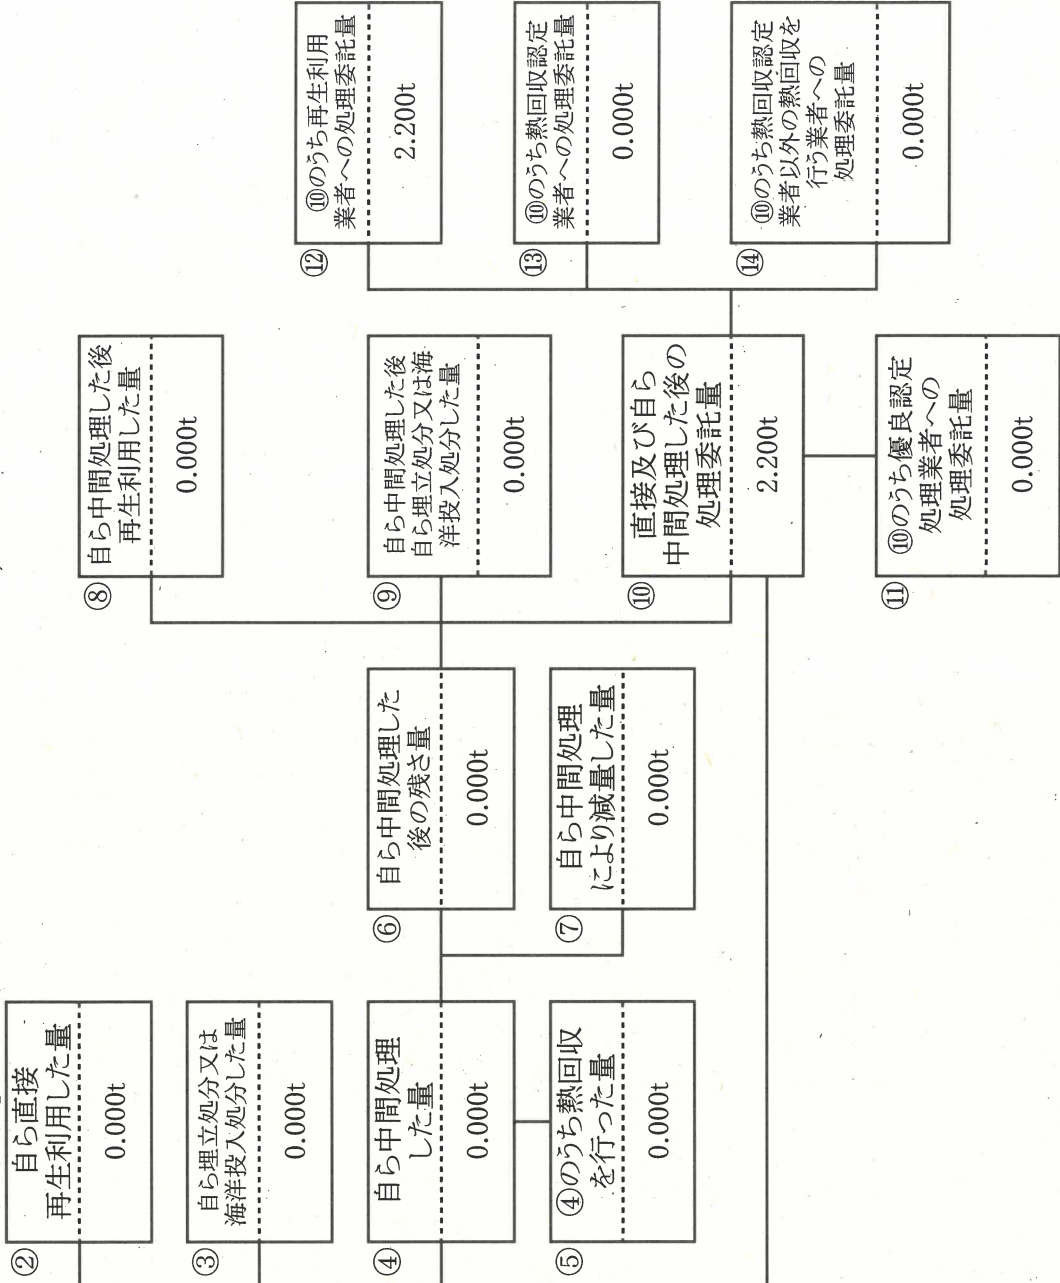 ②
自ら直接
再生利用した量
0.000t
③
自ら埋立処分又は
海洋投入処分した量
0.000t
④
自ら中間処理
した量
0.000t
⑤
④のうち熱回収
を行った量
0.000t
⑥
自ら中間処理した
後の残さ量
0.000t
⑦
自ら中間処理
により減量した量
0.000t
⑧
自ら中間処理した後
再生利用した量
0.000t
⑨
自ら中間処理した後
自ら埋立処分又は海
洋投入処分した量
0.000t
⑩
直接及び自ら
中間処理した後の
処理委託量
2.200t
⑪
⑩のうち優良認定
処理業者への
処理委託量
0.000t
⑫
⑩のうち再生利用
業者への処理委託量
2.200t
⑬
⑩のうち熱回収認定
業者への処理委託量
0.000t
⑭
⑩のうち熱回収認定
業者以外の熱回収を
行う業者への
処理委託量
0.000t